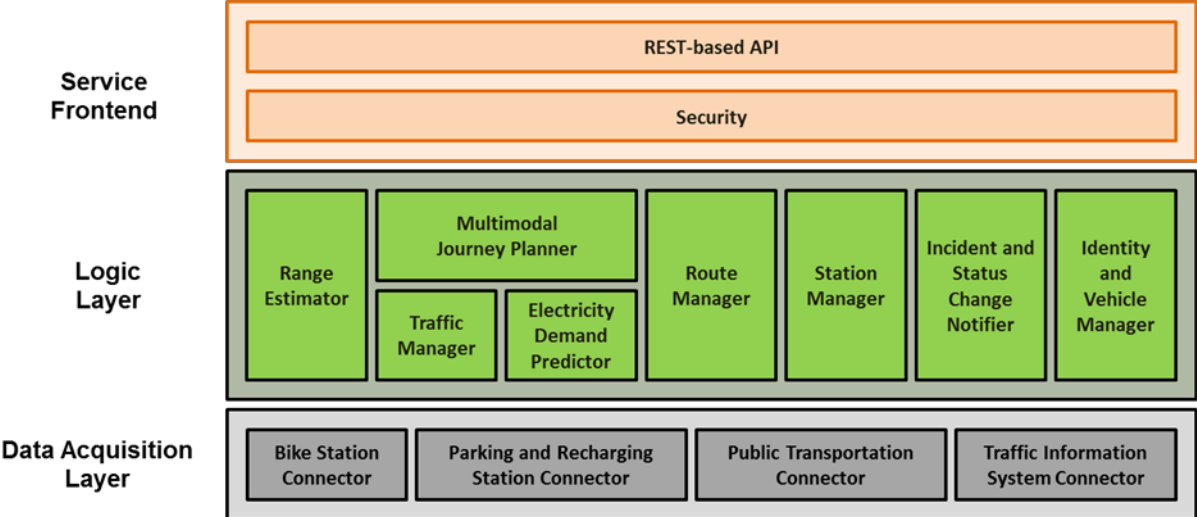 Service
Frontend
REST-based API
Security
Logic
Layer
Range
Estimator
Multimodal
Journey Planner
Traffic
Manager
Electricity
Demand
Predictor
Route
Manager
Station
Manager
Incident and
Status
Change
Notifier
Identity
and
Vehicle
Manager
Data Acquisition
Layer
Bike Station
Connector
Parking and Recharging
Station Connector
Public Transportation
Connector
Traffic Information
System Connector